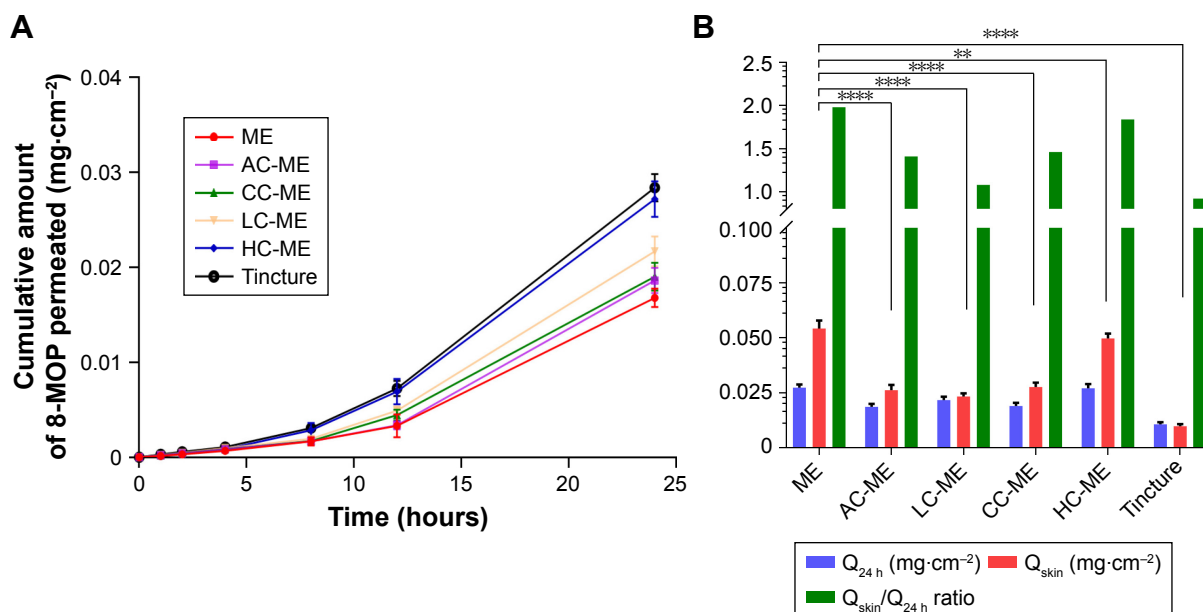 A
Cumulative amount
of 8-MOP permeated (mg·cm⁻²)
0.04
0.03
0.02
0.01
0
ME
AC-ME
CC-ME
LC-ME
HC-ME
Tincture
0
5
10
15
20
25
Time (hours)
B
****
**
****
****
****
2.5
2.0
1.5
1.0
0.100
0.075
0.050
0.025
0
ME
AC-ME
LC-ME
CC-ME
HC-ME
Tincture
Q24 h (mg·cm⁻²) Qskin (mg·cm⁻²)
Qskin/Q24 h ratio